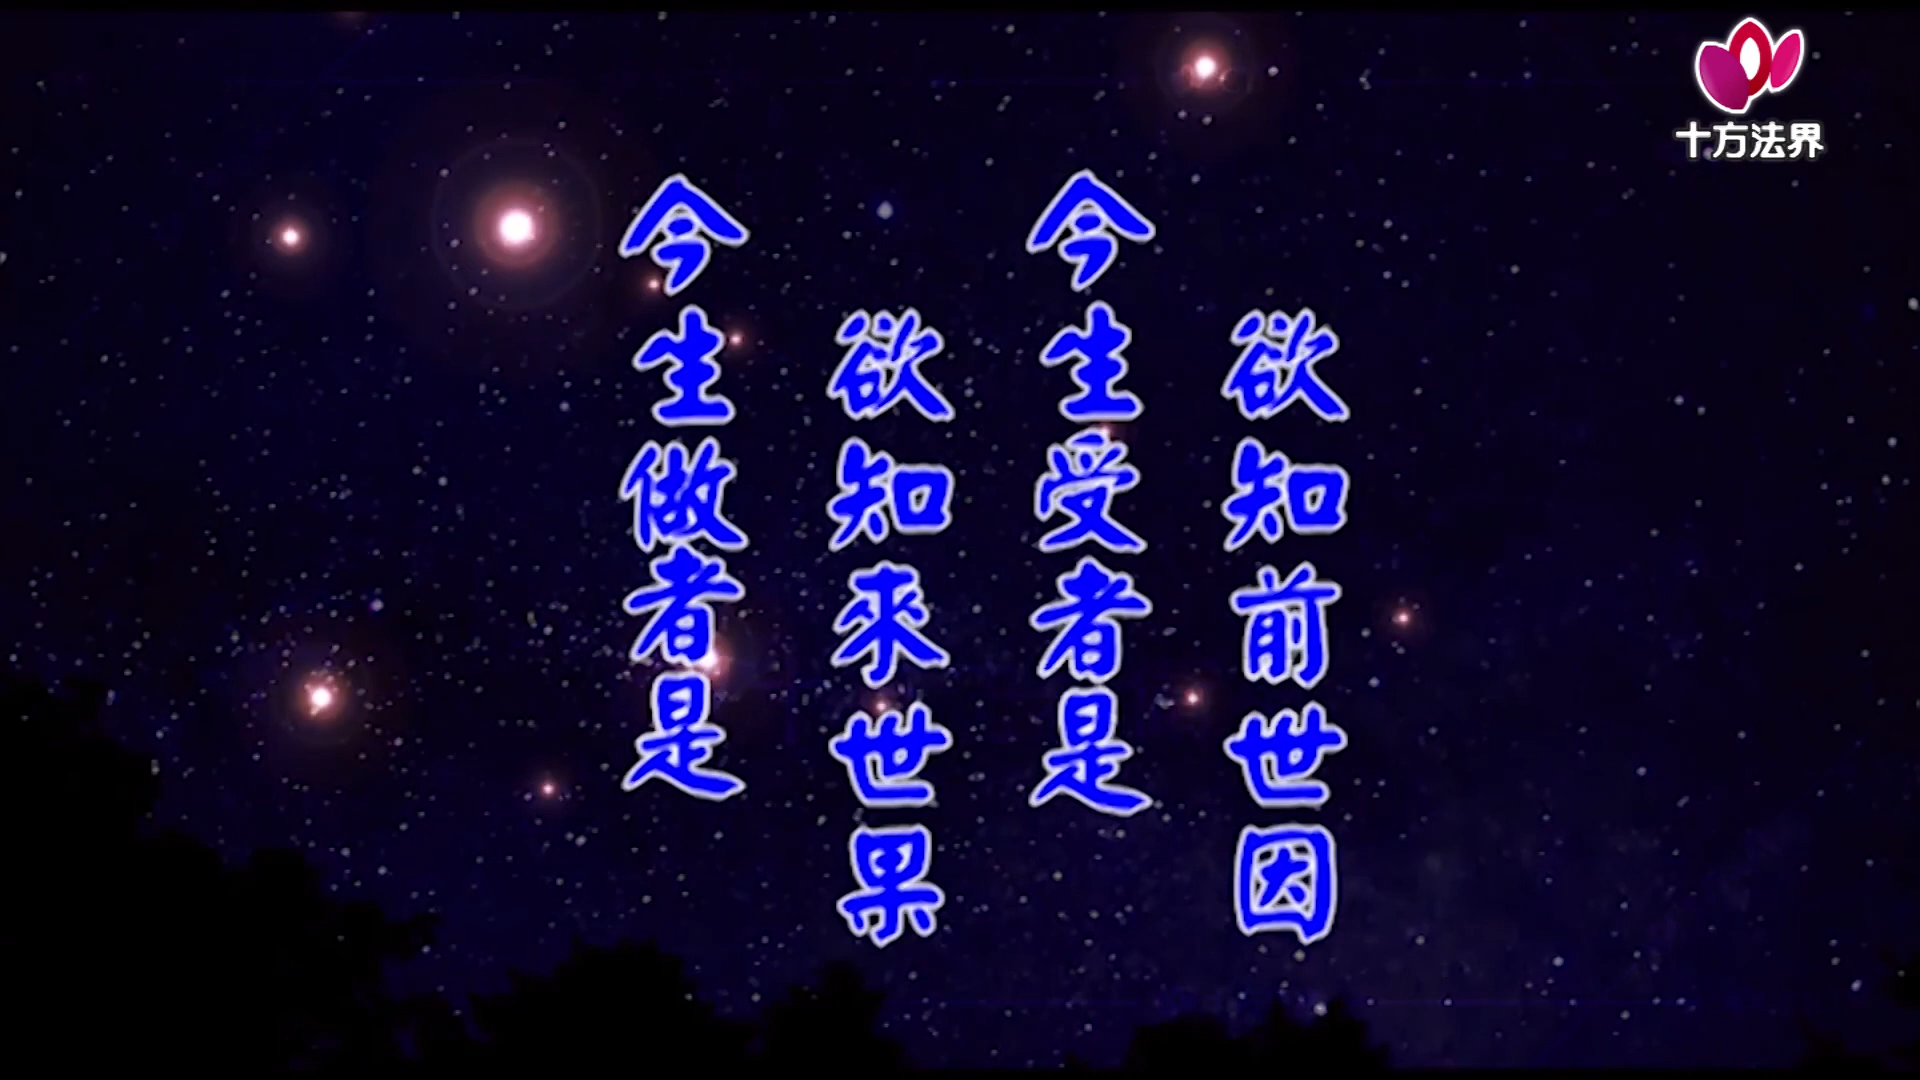 十方法界
欲知前世因
今生受者是
欲知來世果
今生做者是